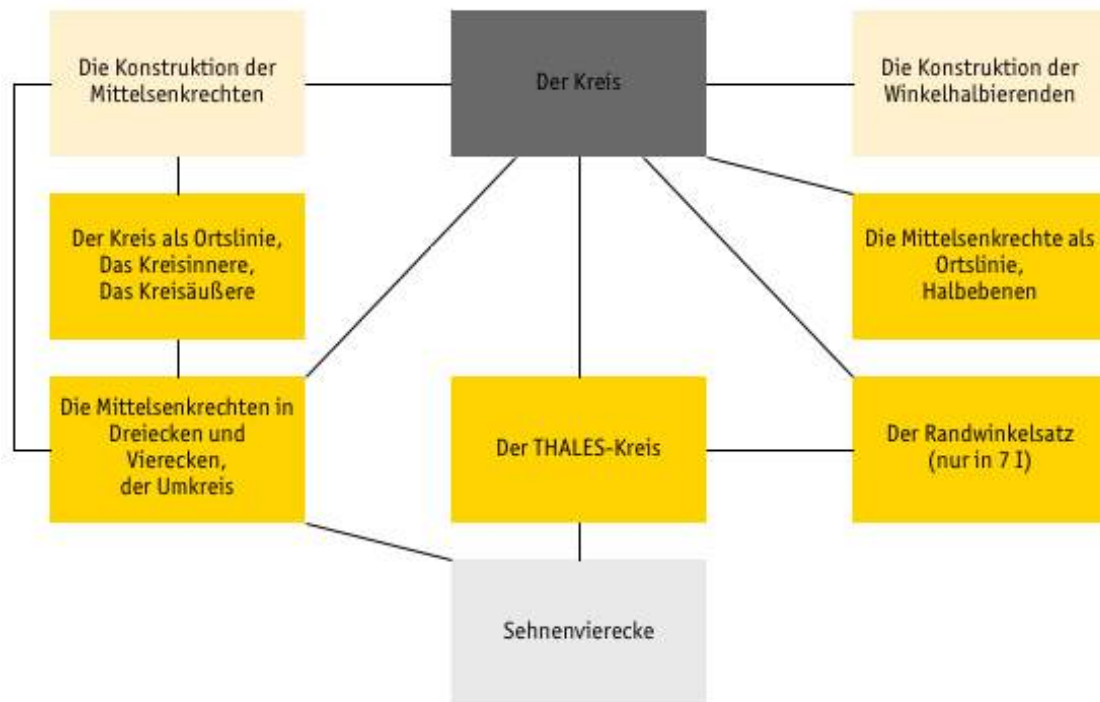 Die Konstruktion der
Mittelsenkrechten
Der Kreis
Die Konstruktion der
Winkelhalbierenden
Der Kreis als Ortslinie,
Das Kreisinnere,
Das Kreisäußere
Die Mittelsenkrechte als
Ortslinie,
Halbebenen
Die Mittelsenkrechten in
Dreiecken und
Vierecken,
der Umkreis
Der THALES-Kreis
Der Randwinkelsatz
(nur in 7 I)
Sehnenvierecke